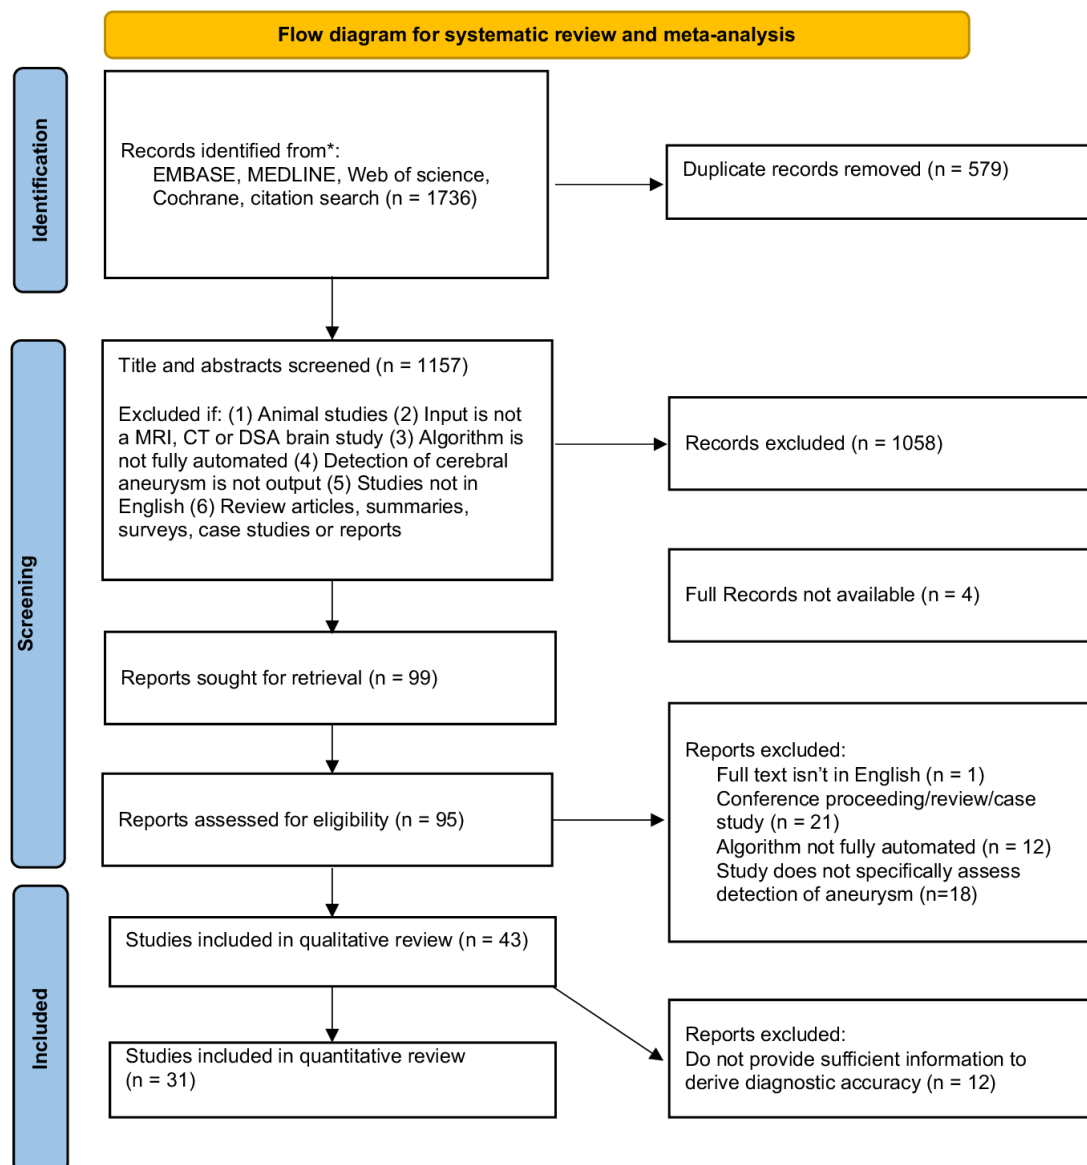 Flow diagram for systematic review and meta-analysis
Identification
Records identified from*:
EMBASE, MEDLINE, Web of science,
Cochrane, citation search (n = 1736)
Duplicate records removed (n = 579)
Screening
Title and abstracts screened (n = 1157)
Excluded if: (1) Animal studies (2) Input is not
a MRI, CT or DSA brain study (3) Algorithm is
not fully automated (4) Detection of cerebral
aneurysm is not output (5) Studies not in
English (6) Review articles, summaries,
surveys, case studies or reports
Records excluded (n = 1058)
Full Records not available (n = 4)
Reports sought for retrieval (n = 99)
Reports assessed for eligibility (n = 95)
Reports excluded:
Full text isn't in English (n = 1)
Conference proceeding/review/case
study (n = 21)
Algorithm not fully automated (n = 12)
Study does not specifically assess
detection of aneurysm (n=18)
Included
Studies included in qualitative review (n = 43)
Studies included in quantitative review
(n = 31)
Reports excluded:
Do not provide sufficient information to
derive diagnostic accuracy (n = 12)